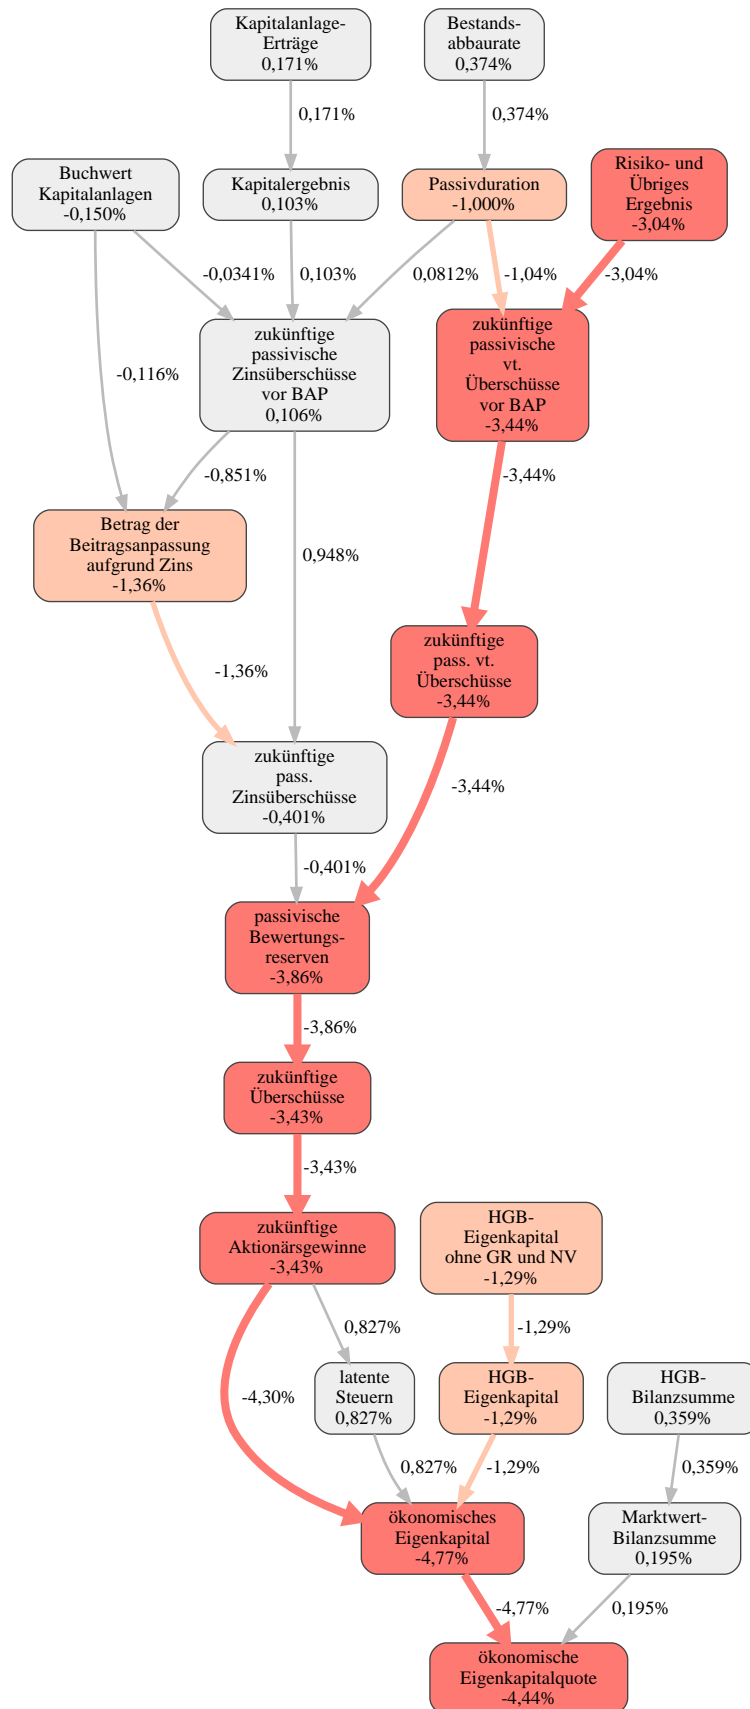 Kapitalanlage-
Erträge
0,171%
Bestands-
abbaurate
0,374%
0,171%
0,374%
Buchwert
Kapitalanlagen
-0,150%
Kapitalergebnis
0,103%
Passivduration
-1,000%
Risiko- und
Übriges
Ergebnis
-3,04%
-0,0341%
0,103%
0,0812%
-1,04%
-3,04%
-0,116%
zukünftige
passivische
Zinsüberschüsse
vor BAP
0,106%
zukünftige
passivische
vt.
Überschüsse
vor BAP
-3,44%
-0,851%
-3,44%
Betrag der
Beitragsanpassung
aufgrund Zins
-1,36%
0,948%
-1,36%
zukünftige
pass. vt.
Überschüsse
-3,44%
zukünftige
pass.
Zinsüberschüsse
-0,401%
-3,44%
-0,401%
passivische
Bewertungs-
reserven
-3,86%
-3,86%
zukünftige
Überschüsse
-3,43%
-3,43%
zukünftige
Aktionärsgewinne
-3,43%
HGB-
Eigenkapital
ohne GR und NV
-1,29%
0,827%
-1,29%
-4,30%
latente
Steuern
0,827%
HGB-
Eigenkapital
-1,29%
HGB-
Bilanzsumme
0,359%
0,827%
-1,29%
0,359%
ökonomisches
Eigenkapital
-4,77%
Marktwert-
Bilanzsumme
0,195%
-4,77%
0,195%
ökonomische
Eigenkapitalquote
-4,44%